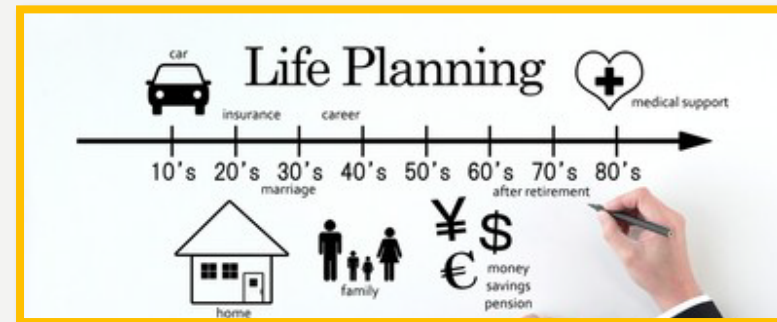 car
Life Planning
medical support
insurance career
10's 20's 30's 40's 50's 60's 70's 80's
marriage
after retirement
¥ $
€
money
savings
pension
family
home